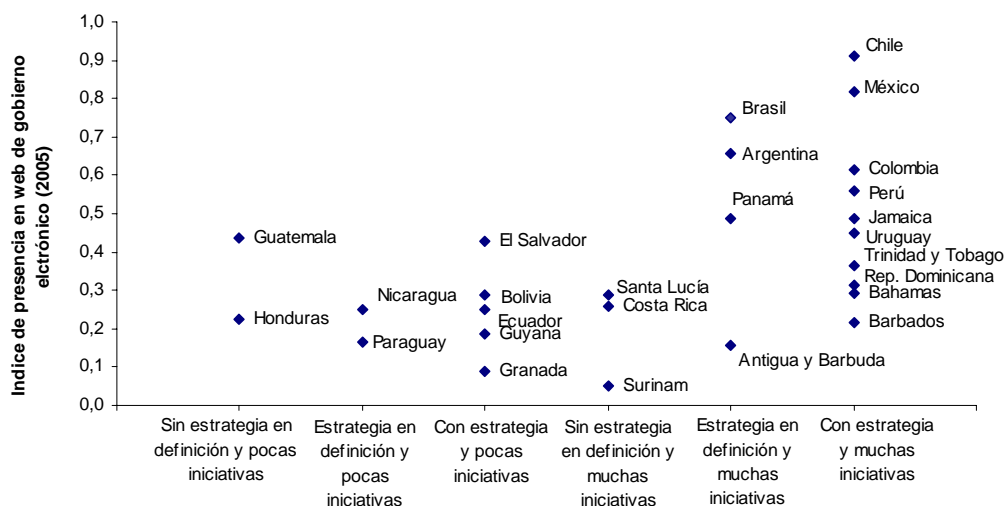 Indice de presencia en web de gobierno
elctrónico (2005)
1,0
0,9
0,8
0,7
0,6
0,5
0,4
0,3
0,2
0,1
0,0
Chile
México
Brasil
Argentina
Colombia
Panamá
Perú
Jamaica
Guatemala
El Salvador
Uruguay
Trinidad y Tobago
Rep. Dominicana
Nicaragua
Bolivia
Santa Lucía
Bahamas
Costa Rica
Honduras
Ecuador
Barbados
Guyana
Paraguay
Antigua y Barbuda
Granada
Surinam
Sin estrategia en
definición y pocas
iniciativas
Estrategia en
definición y
pocas
iniciativas
Con estrategia
y pocas
iniciativas
Sin estrategia
en definición y
muchas
iniciativas
Estrategia en
definición y
muchas
iniciativas
Con estrategia
y muchas
iniciativas